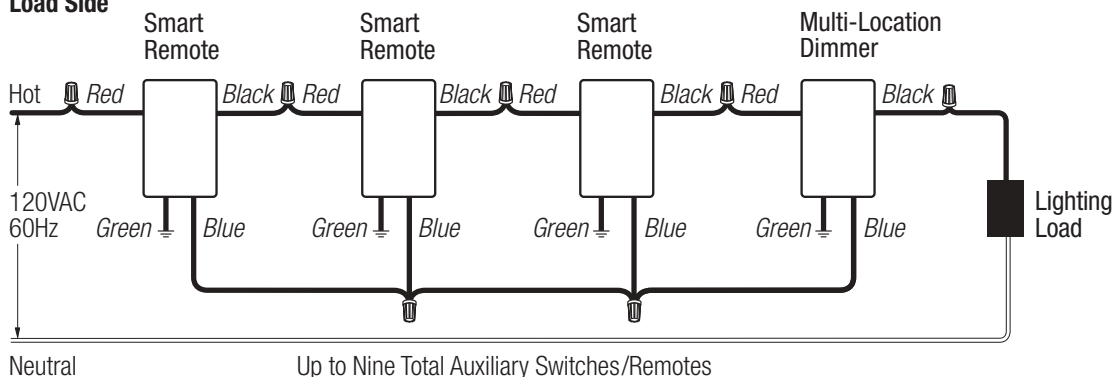 Load Side
Smart
Remote
Smart
Remote
Smart
Remote
Multi-Location
Dimmer
Hot Red Black Red Black Red Black Red Black
120VAC
60Hz
Green Blue Green Blue Green Blue Green Blue
Lighting
Load
Neutral
Up to Nine Total Auxiliary Switches/Remotes